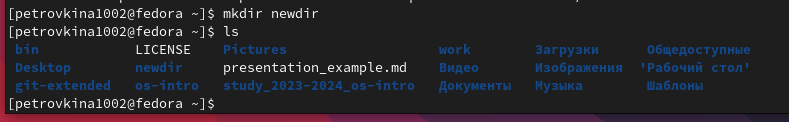 [petrovkina1002@fedora ~]$ mkdir newdir
[petrovkina1002@fedora ~]$ ls
bin LICENSE Pictures work Загрузки Общедоступные
Desktop newdir presentation_example.md Видео Изображения 'Рабочий стол'
git-extended os-intro study_2023-2024_os-intro Документы Музыка Шаблоны
[petrovkina1002@fedora ~]$